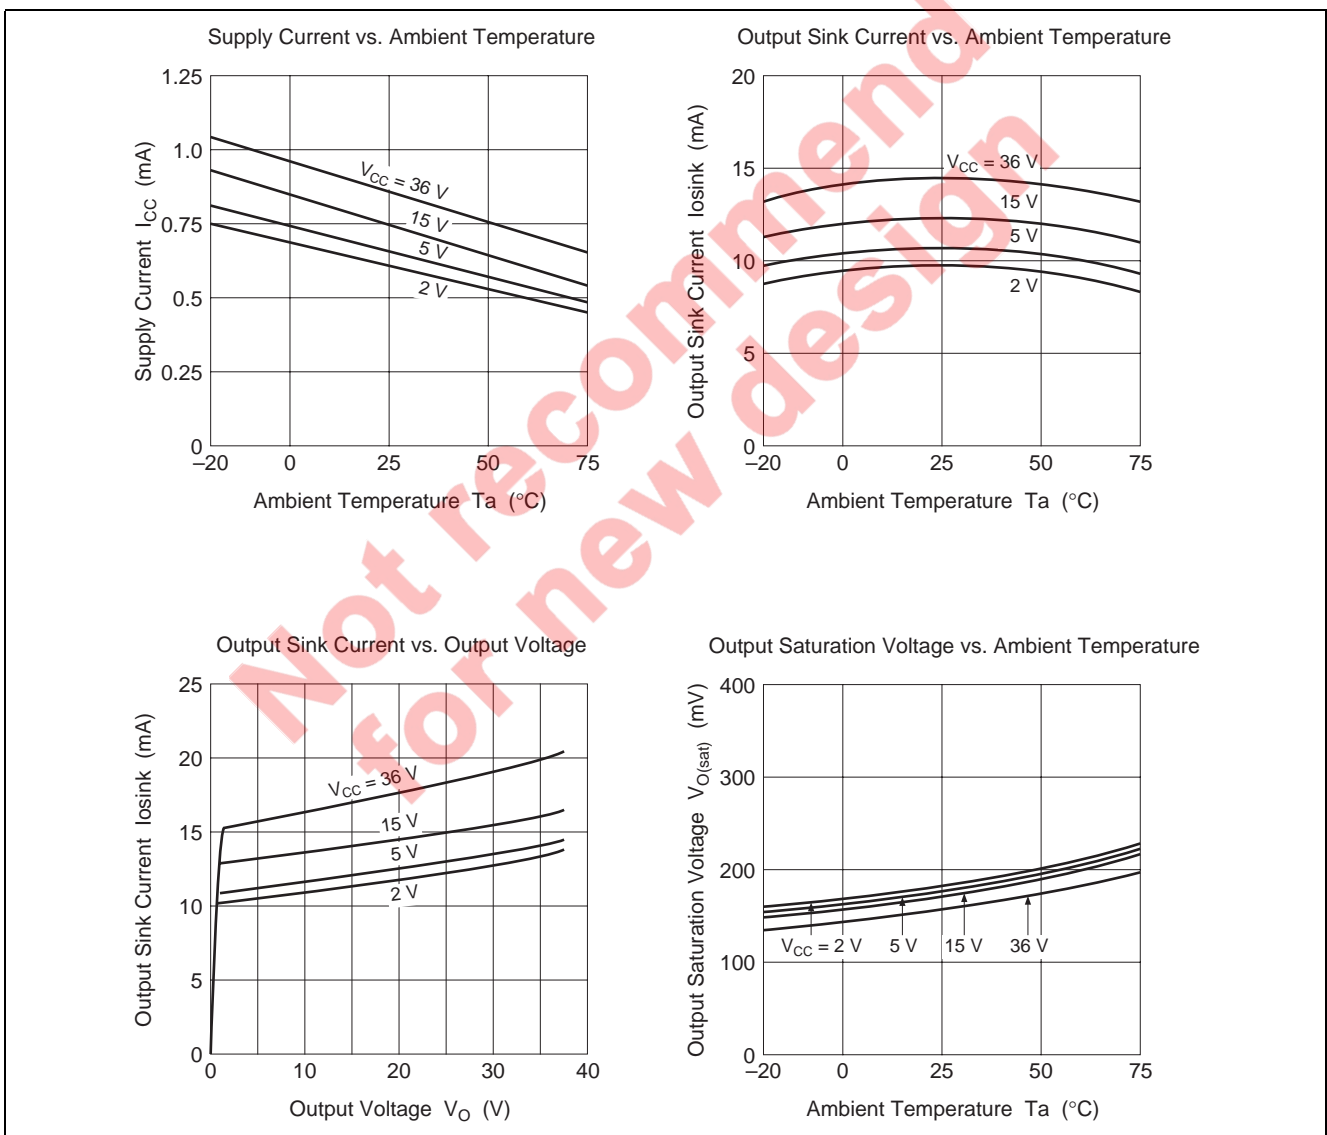 Supply Current vs. Ambient Temperature
1.25
1.0
0.75
0.5
0.25
0
Supply Current ICC (mA)
VCC = 36 V
15 V
5 V
2 V
–20 0 25 50 75
Ambient Temperature Ta (°C)
Output Sink Current vs. Ambient Temperature
20
15
10
5
0
Output Sink Current Iosink (mA)
VCC = 36 V
15 V
5 V
2 V
–20 0 25 50 75
Ambient Temperature Ta (°C)
Output Sink Current vs. Output Voltage
25
20
15
10
5
0
Output Sink Current Iosink (mA)
VCC = 36 V
15 V
5 V
2 V
0 10 20 30 40
Output Voltage VO (V)
Output Saturation Voltage vs. Ambient Temperature
400
300
200
100
0
Output Saturation Voltage VO(sat) (mV)
VCC = 2 V 5 V 15 V 36 V
–20 0 25 50 75
Ambient Temperature Ta (°C)
Not recommend
for new design